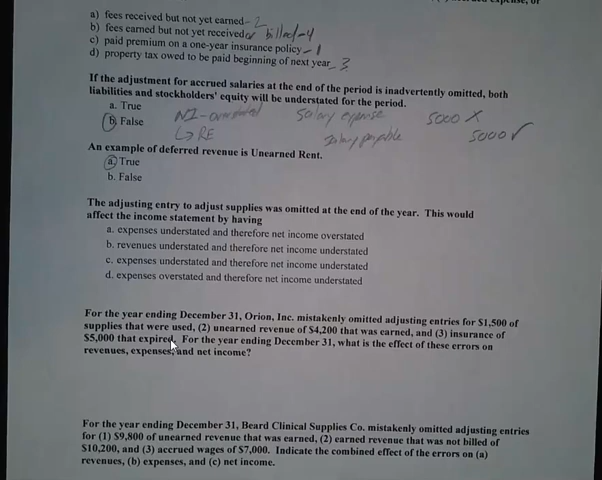 expense, or
a) fees received but not yet earned- 2
b) fees earned but not yet received or billed-4
c) paid premium on a one-year insurance policy - 1
d) property tax owed to be paid beginning of next year - 3
If the adjustment for accrued salaries at the end of the period is inadvertently omitted, both
liabilities and stockholders' equity will be understated for the period.
a. True
b. False
NI-overstated
↳ RE
Salary expense 5000 X
Salary payable 5000 ✓
An example of deferred revenue is Unearned Rent.
a. True
b. False
The adjusting entry to adjust supplies was omitted at the end of the year. This would
affect the income statement by having
a. expenses understated and therefore net income overstated
b. revenues understated and therefore net income understated
c. expenses understated and therefore net income understated
d. expenses overstated and therefore net income understated
For the year ending December 31, Orion, Inc. mistakenly omitted adjusting entries for $1,500 of
supplies that were used, (2) unearned revenue of $4,200 that was earned, and (3) insurance of
$5,000 that expired. For the year ending December 31, what is the effect of these errors on
revenues, expenses, and net income?
For the year ending December 31, Beard Clinical Supplies Co. mistakenly omitted adjusting entries
for (1) $9,800 of unearned revenue that was earned, (2) earned revenue that was not billed of
$10,200, and (3) accrued wages of $7,000. Indicate the combined effect of the errors on (a)
revenues, (b) expenses, and (c) net income.